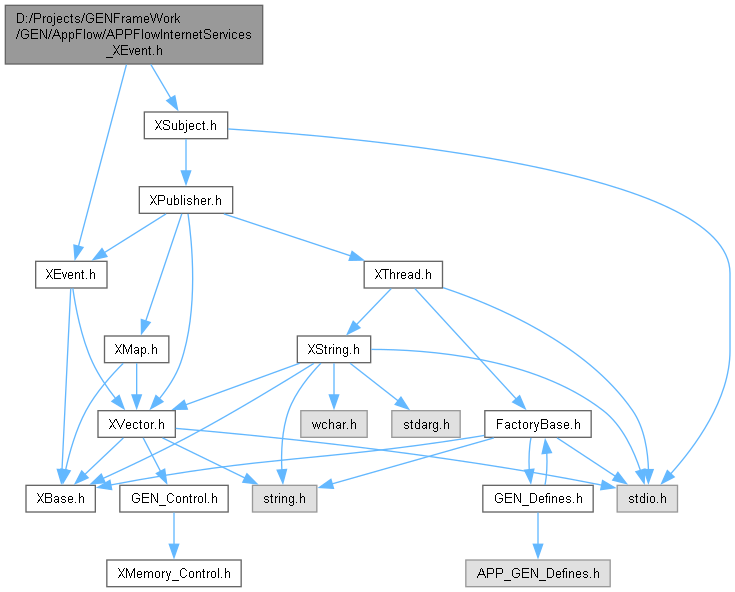 D:/Projects/GENFrameWork
/GEN/AppFlow/APPFlowInternetServices
_XEvent.h
XSubject.h
XPublisher.h
XEvent.h
XThread.h
XMap.h
XString.h
XVector.h
wchar.h
stdarg.h
FactoryBase.h
XBase.h
GEN_Control.h
string.h
GEN_Defines.h
stdio.h
XMemory_Control.h
APP_GEN_Defines.h